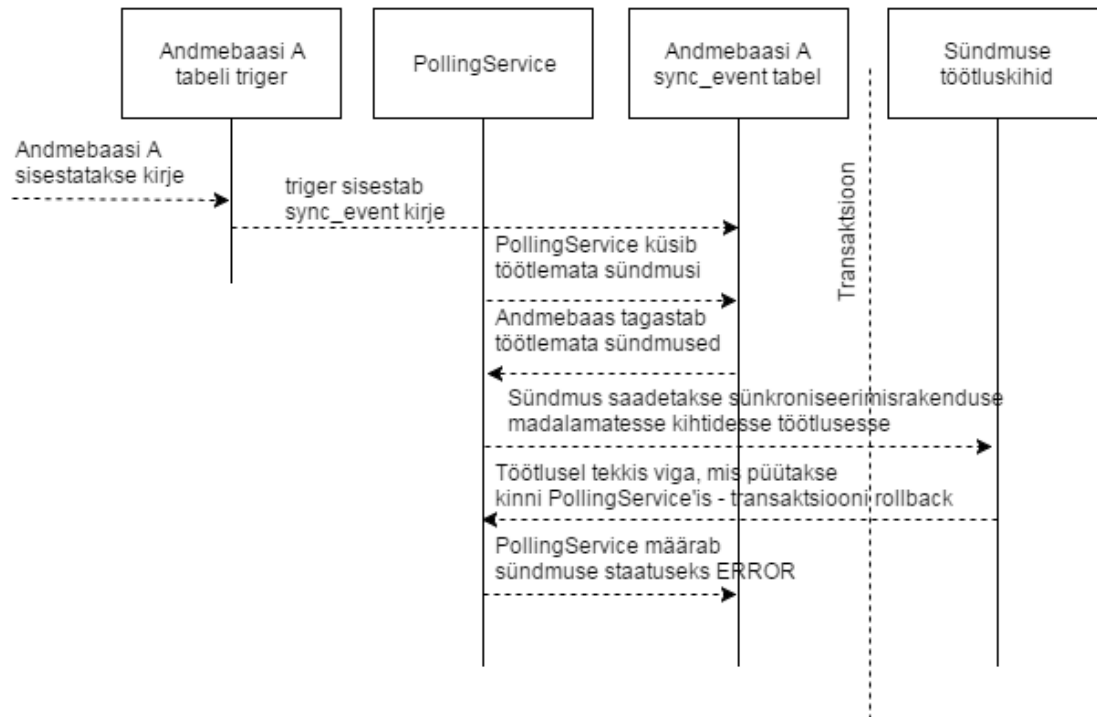 Andmebaasi A
tabeli triger
PollingService
Andmebaasi A
sync_event tabel
Sündmuse
töötluskihid
Andmebaasi A
sisestatakse kirje
triger sisestab
sync_event kirje
Transaktsioon
PollingService küsib
töötlemata sündmusi
Andmebaas tagastab
töötlemata sündmused
Sündmus saadetakse sünkroniseerimisrakenduse
madalamatesse kihtidesse töötlusesse
Töötlusel tekkis viga, mis püütakse
kinni PollingService'is - transaktsiooni rollback
PollingService määrab
sündmuse staatuseks ERROR